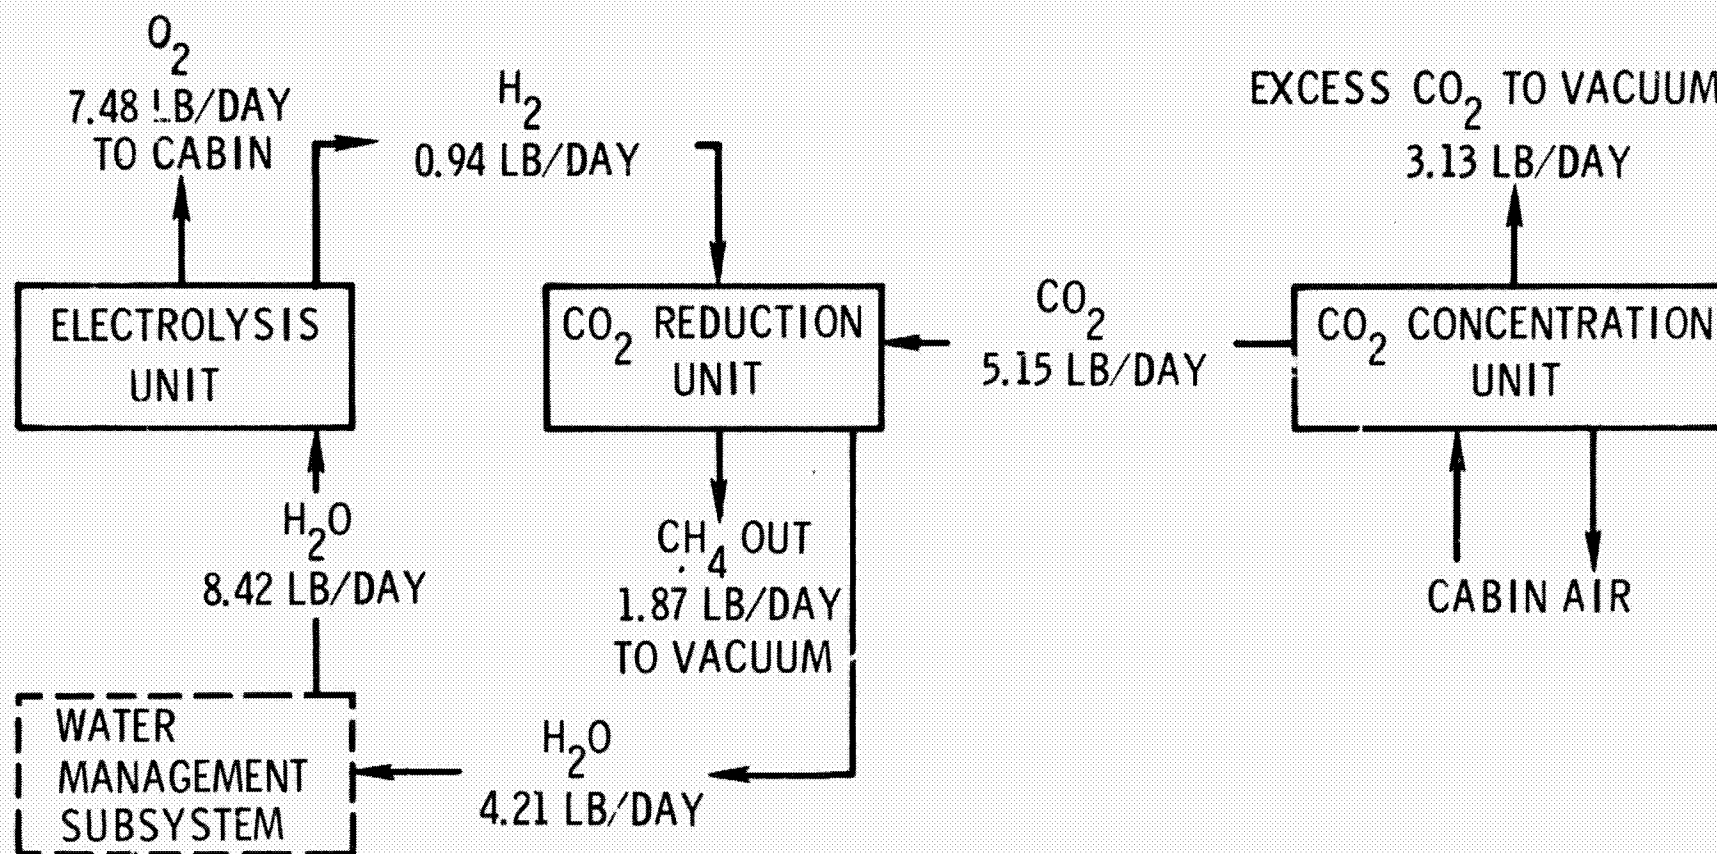 O2
7.48 LB/DAY
TO CABIN
H2
0.94 LB/DAY
EXCESS CO2 TO VACUUM
3.13 LB/DAY
ELECTROLYSIS
UNIT
CO2 REDUCTION
UNIT
CO2
5.15 LB/DAY
CO2 CONCENTRATION
UNIT
H2O
8.42 LB/DAY
CH4 OUT
1.87 LB/DAY
TO VACUUM
CABIN AIR
WATER
MANAGEMENT
SUBSYSTEM
H2O
4.21 LB/DAY